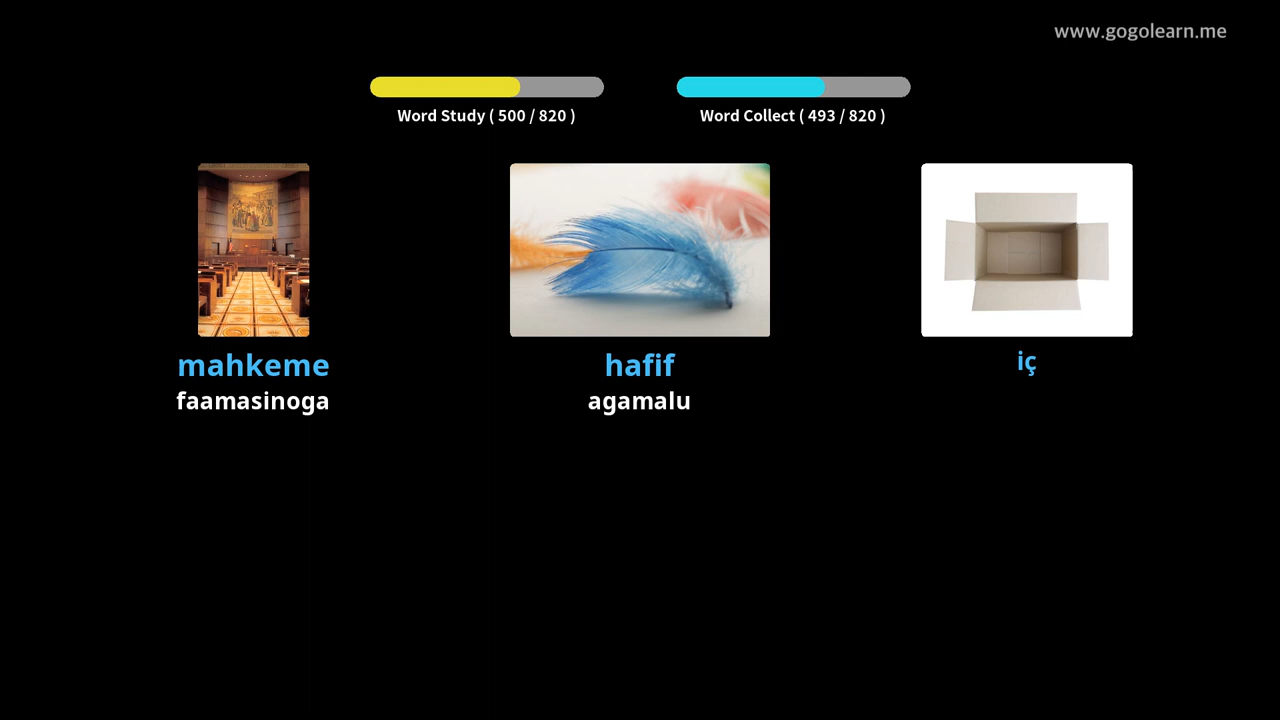 www.gogolearn.me
Word Study ( 500 / 820 )
Word Collect ( 493 / 820 )
mahkeme
faamasinoga
hafif
agamalu
iç